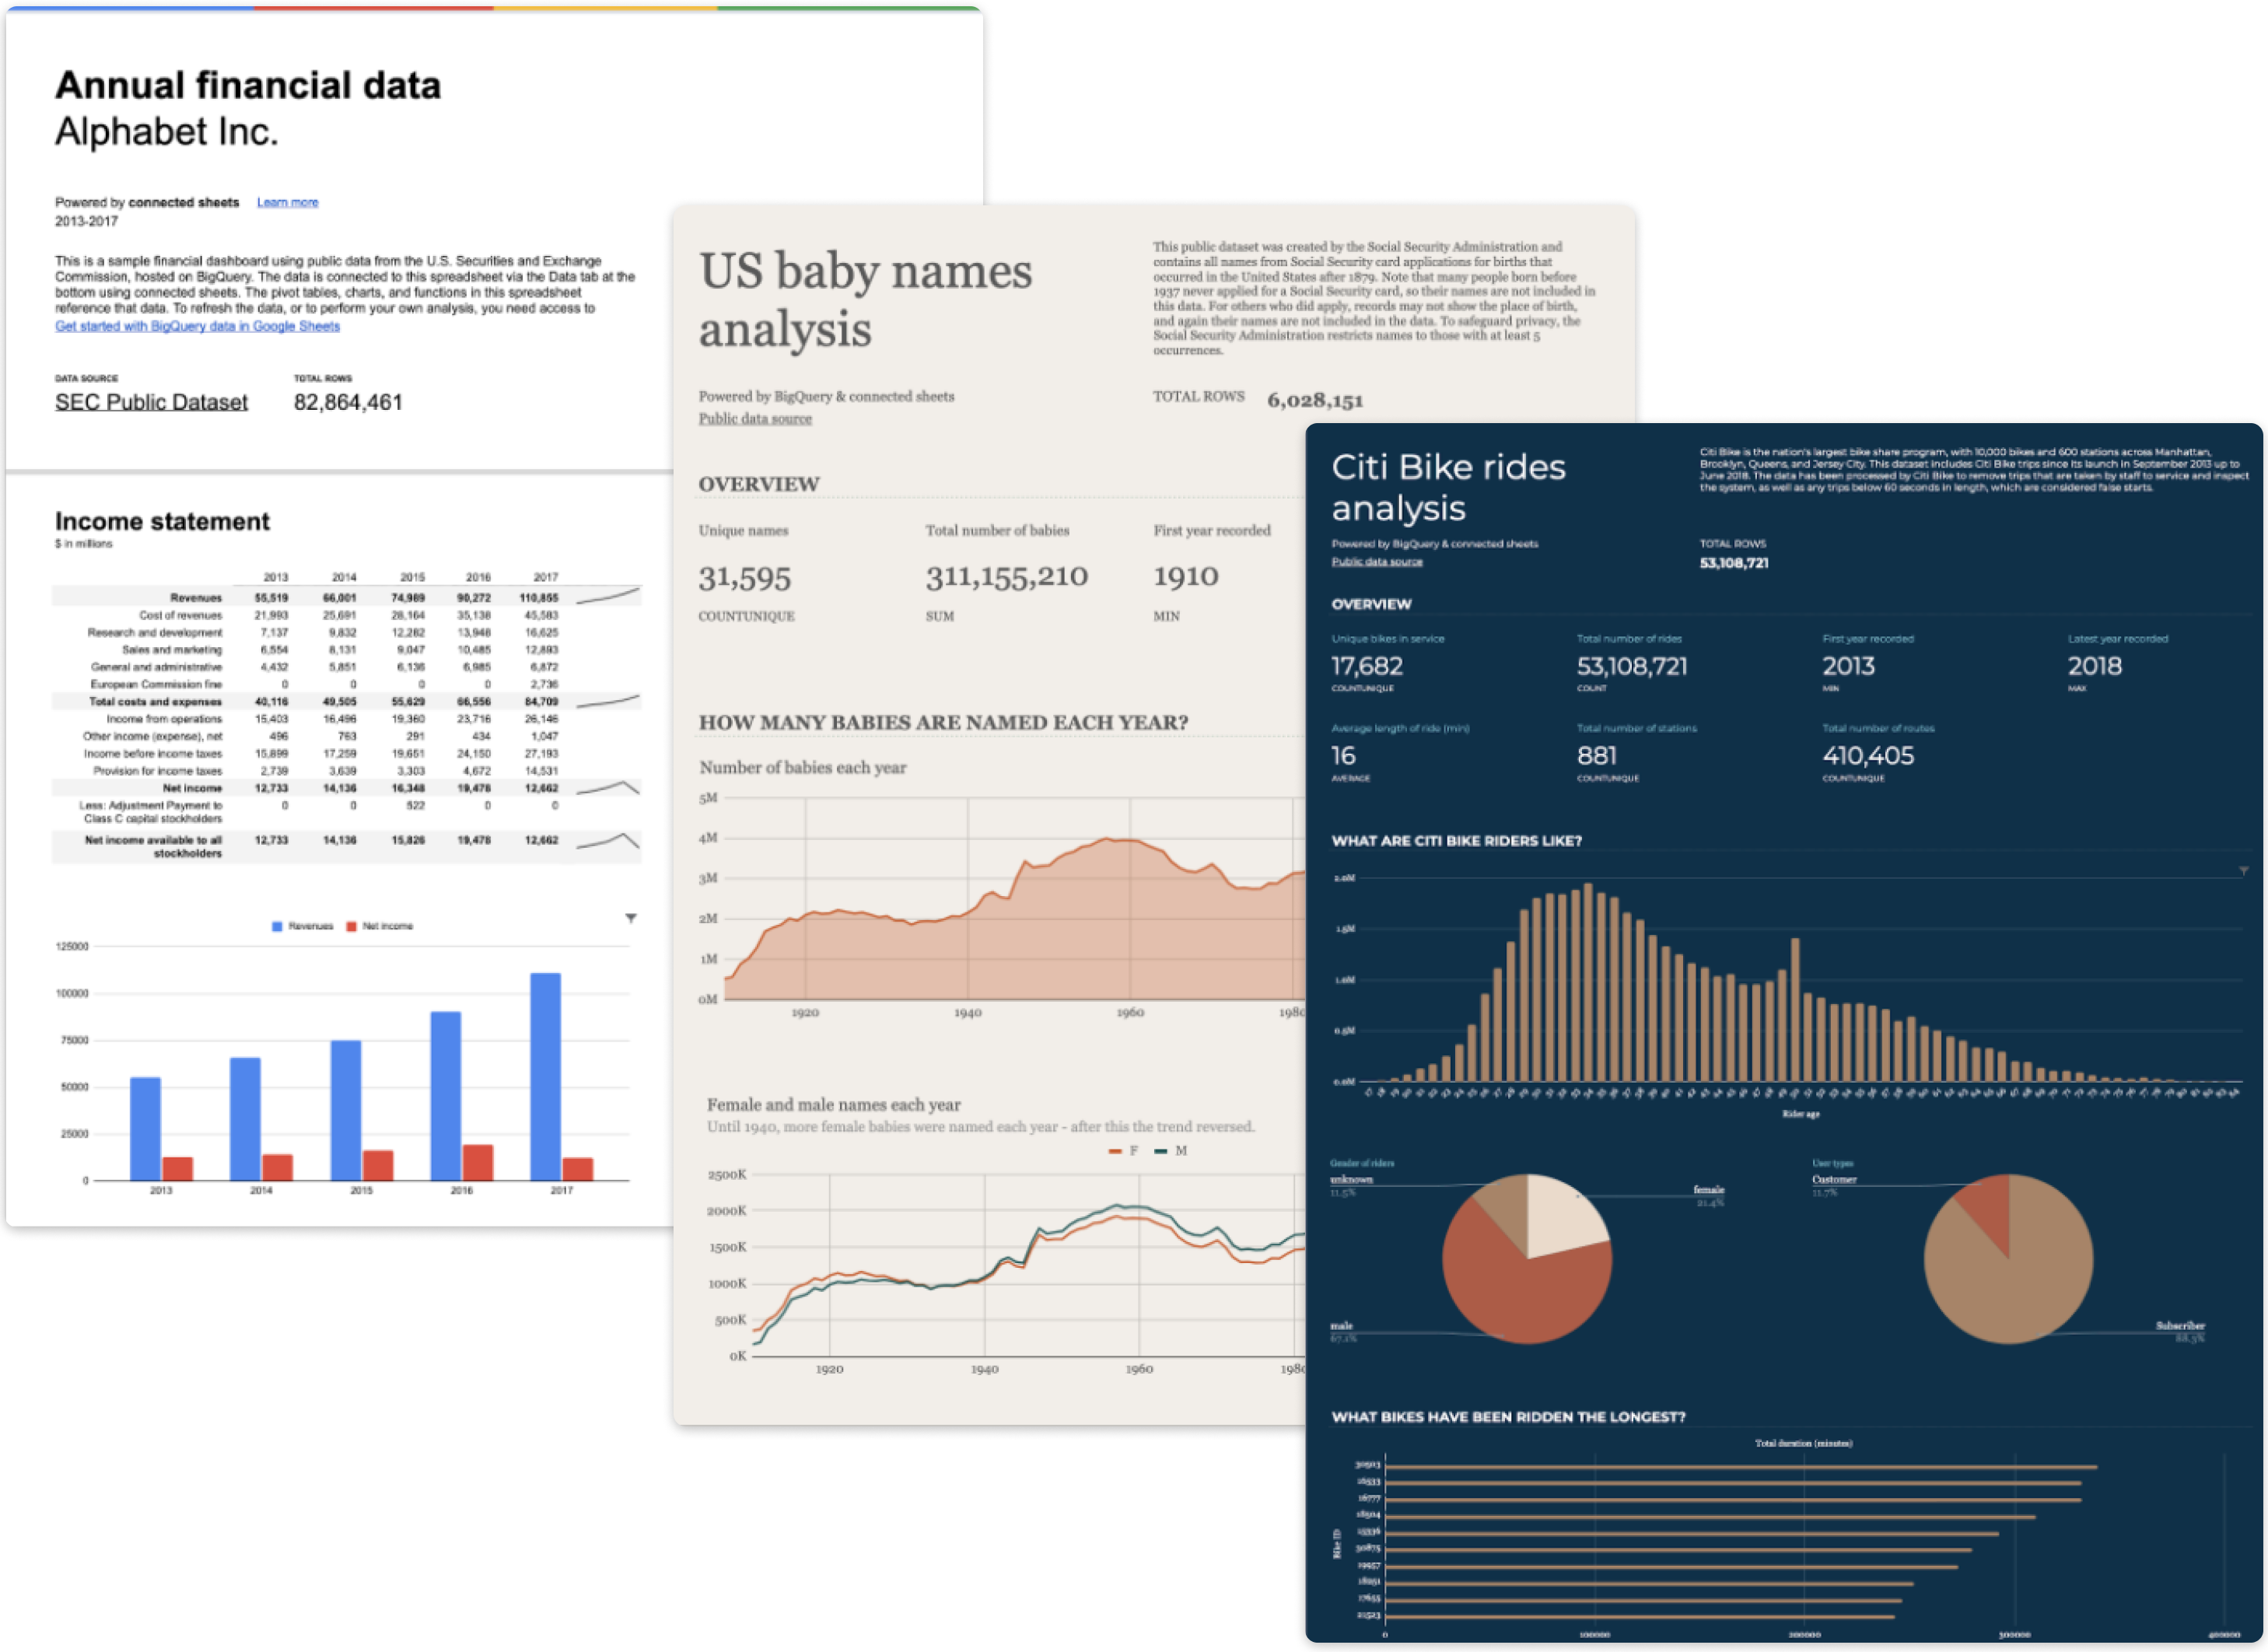 Annual financial data
Alphabet Inc.
Powered by connected sheets Learn more
2013-2017
This is a sample financial dashboard using public data from the U.S. Securities and Exchange
Commission, hosted on BigQuery. The data is connected to this spreadsheet via the Data tab at the
bottom using connected sheets. The pivot tables, charts, and functions in this spreadsheet
reference that data. To refresh the data, or to perform your own analysis, you need access to
Get started with BigQuery data in Google Sheets
DATA SOURCE TOTAL ROWS
SEC Public Dataset 82,864,461
Income statement
$ in millions
2013 2014 2015 2016 2017
Revenues 55,519 66,001 74,989 90,272 110,855
Cost of revenues 21,993 25,691 28,164 35,138 45,583
Research and development 7,137 9,832 12,282 13,948 16,625
Sales and marketing 6,554 8,131 9,047 10,485 12,893
General and administrative 4,432 5,851 6,136 6,985 6,872
European Commission fine 0 0 0 0 2,736
Total costs and expenses 40,116 49,505 55,629 66,556 84,709
Income from operations 15,403 16,496 19,360 23,716 26,146
Other income (expense), net 496 763 291 434 1,047
Income before income taxes 15,899 17,259 19,651 24,150 27,193
Provision for income taxes 2,739 3,639 3,303 4,672 14,531
Net income 12,733 14,136 16,348 19,478 12,662
Less: Adjustment Payment to 0 0 522 0 0
Class C capital stockholders
Net income available to all 12,733 14,136 15,826 19,478 12,662
stockholders
Revenues Net income
125000
100000
75000
50000
25000
0
2013 2014 2015 2016 2017
US baby names
analysis
This public dataset was created by the Social Security Administration and
contains all names from Social Security card applications for births that
occurred in the United States after 1879. Note that many people born before
1937 never applied for a Social Security card, so their names are not included in
this data. For others who did apply, records may not show the place of birth,
and again their names are not included in the data. To safeguard privacy, the
Social Security Administration restricts names to those with at least 5
occurrences.
Powered by BigQuery & connected sheets
Public data source
TOTAL ROWS 6,028,151
OVERVIEW
Unique names Total number of babies First year recorded
31,595 311,155,210 1910
COUNTUNIQUE SUM MIN
HOW MANY BABIES ARE NAMED EACH YEAR?
Number of babies each year
5M
4M
3M
2M
1M
0M
1920 1940 1960 1980
Female and male names each year
Until 1940, more female babies were named each year - after this the trend reversed.
F M
2500K
2000K
1500K
1000K
500K
0K
1920 1940 1960 1980
Citi Bike rides
analysis
Citi Bike is the nation's largest bike share program, with 10,000 bikes and 600 stations across Manhattan,
Brooklyn, Queens, and Jersey City. This dataset includes Citi Bike trips since its launch in September 2013 up to
June 2018. The data has been processed by Citi Bike to remove trips that are taken by staff to service and inspect
the system, as well as any trips below 60 seconds in length, which are considered false starts.
Powered by BigQuery & connected sheets
Public data source
TOTAL ROWS
53,108,721
OVERVIEW
Unique bikes in service Total number of rides First year recorded Latest year recorded
17,682 53,108,721 2013 2018
COUNTUNIQUE COUNT MIN MAX
Average length of ride (min) Total number of stations Total number of routes
16 881 410,405
AVERAGE COUNTUNIQUE COUNTUNIQUE
WHAT ARE CITI BIKE RIDERS LIKE?
2.0M
1.5M
1.0M
0.5M
0.0M
Rider age
Gender of riders
unknown
11.5%
female
21.4%
male
67.1%
User types
Customer
11.7%
Subscriber
88.3%
WHAT BIKES HAVE BEEN RIDDEN THE LONGEST?
Total duration (minutes)
Bike ID
16533
16777
18504
30875
19957
17655
21523
0 100000 200000 300000 400000